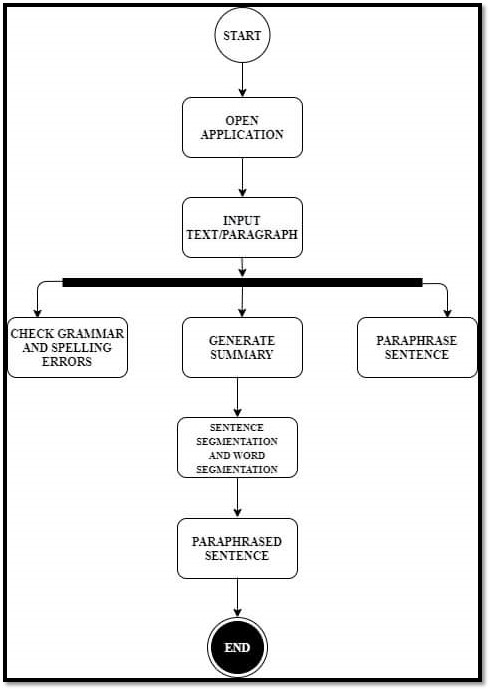 START
OPEN
APPLICATION
INPUT
TEXT/PARAGRAPH
CHECK GRAMMAR
AND SPELLING
ERRORS
GENERATE
SUMMARY
PARAPHRASE
SENTENCE
SENTENCE
SEGMENTATION
AND WORD
SEGMENTATION
PARAPHRASED
SENTENCE
END